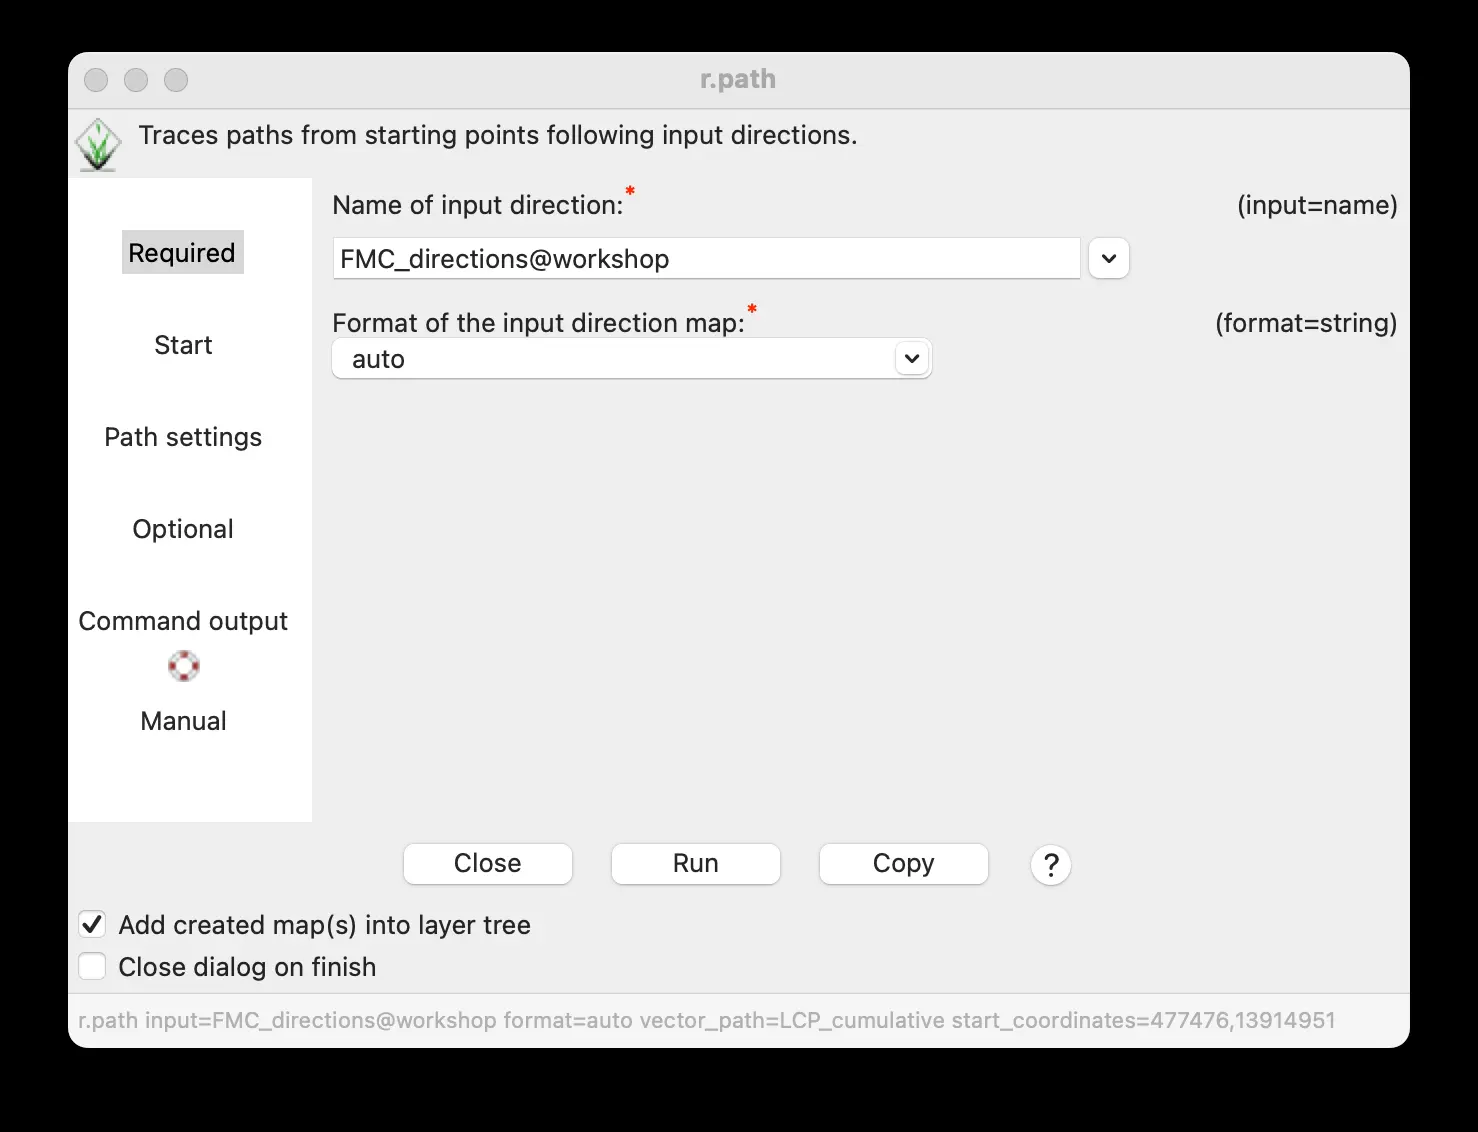 r.path
Traces paths from starting points following input directions.
Required
Start
Path settings
Optional
Command output
Manual
Name of input direction:* (input=name)
FMC_directions@workshop
Format of the input direction map:* (format=string)
auto
Close Run Copy ?
Add created map(s) into layer tree
Close dialog on finish
r.path input=FMC_directions@workshop format=auto vector_path=LCP_cumulative start_coordinates=477476,13914951